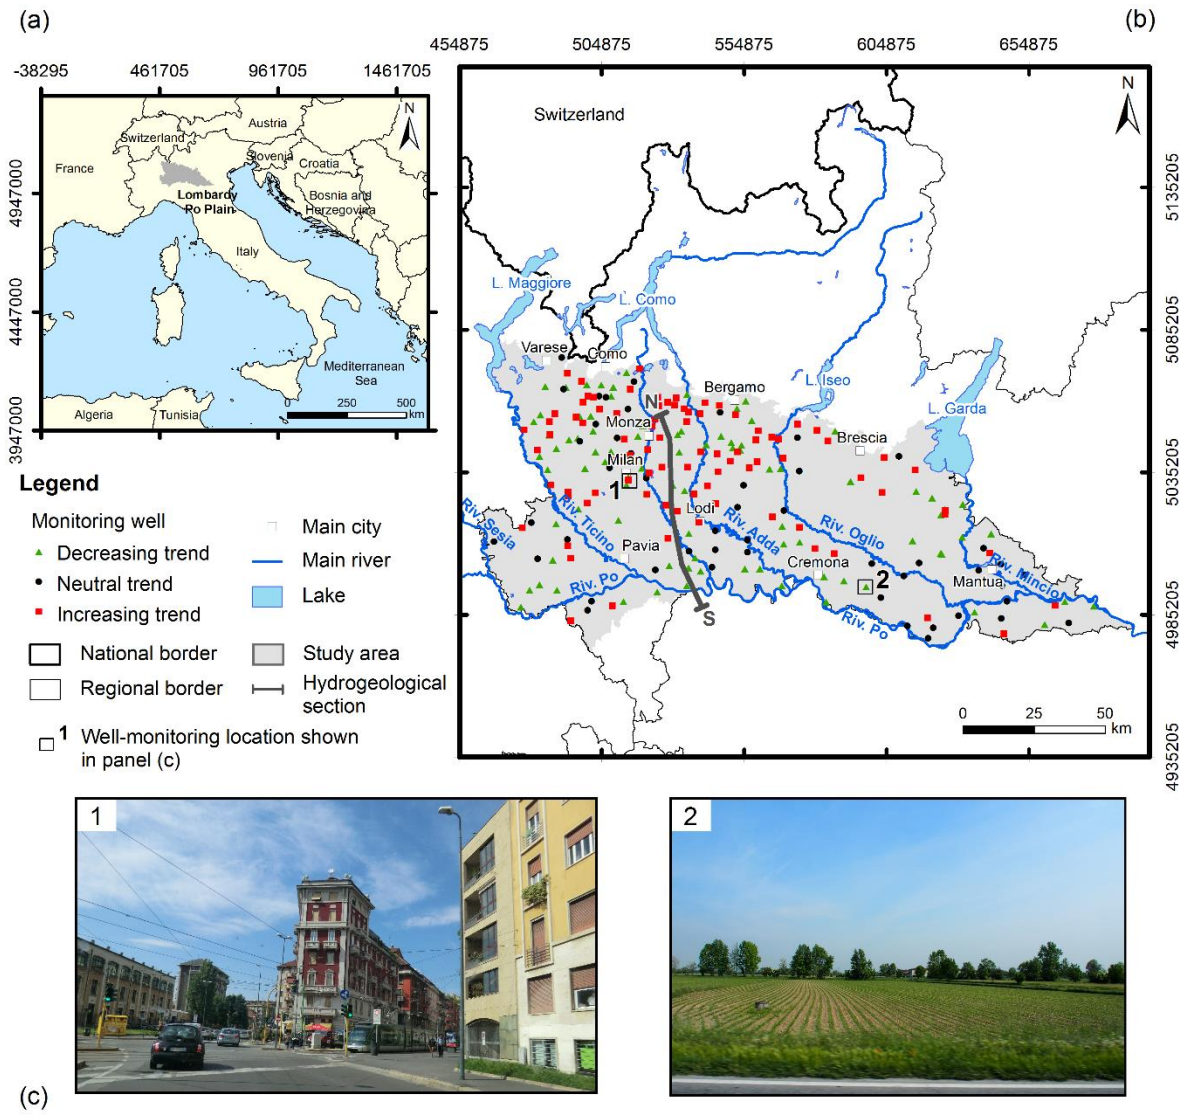 (a)
(b)
-38295 461705 961705 1461705
4947000
4447000
3947000
N
Austria
Switzerland
Slovenia
Croatia
France
Bosnia and
Herzegovina
Lombardy
Po Plain
Italy
Mediterranean
Sea
Algeria
Tunisia
0 250 500
km
454875 504875 554875 604875 654875
5135205
5085205
5035205
4985205
4935205
N
Switzerland
L. Maggiore
L. Como
Varese
Como
Bergamo
L. Iseo
L. Garda
N
Monza
Brescia
Milan
1
Lodi
Riv. Sesia
Riv. Ticino
Riv. Adda
Riv. Oglio
Pavia
Cremona
2
Mantua
Riv. Mincio
Riv. Po
Riv. Po
S
0 25 50
km
Legend
Monitoring well
Decreasing trend
Neutral trend
Increasing trend
National border
Regional border
1 Well-monitoring location shown
in panel (c)
Main city
Main river
Lake
Study area
Hydrogeological
section
1
2
(c)